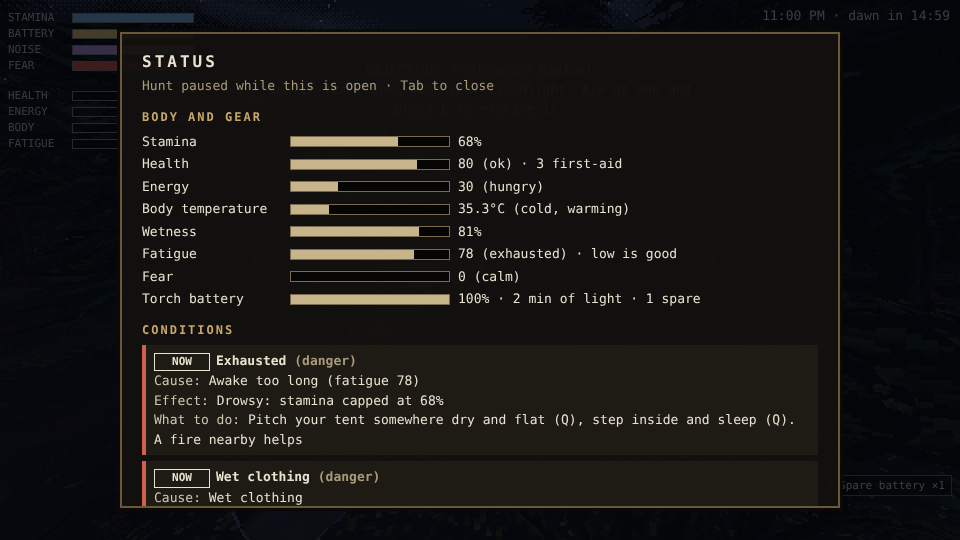 STAMINA
BATTERY
NOISE
FEAR
HEALTH
ENERGY
BODY
FATIGUE
11:00 PM · dawn in 14:59
STATUS
Hunt paused while this is open · Tab to close
BODY AND GEAR
Stamina 68%
Health 80 (ok) · 3 first-aid
Energy 30 (hungry)
Body temperature 35.3°C (cold, warming)
Wetness 81%
Fatigue 78 (exhausted) · low is good
Fear 0 (calm)
Torch battery 100% · 2 min of light · 1 spare
CONDITIONS
NOW Exhausted (danger)
Cause: Awake too long (fatigue 78)
Effect: Drowsy: stamina capped at 68%
What to do: Pitch your tent somewhere dry and flat (Q), step inside and sleep (Q).
A fire nearby helps
NOW Wet clothing (danger)
Cause: Wet clothing
Spare battery ×1